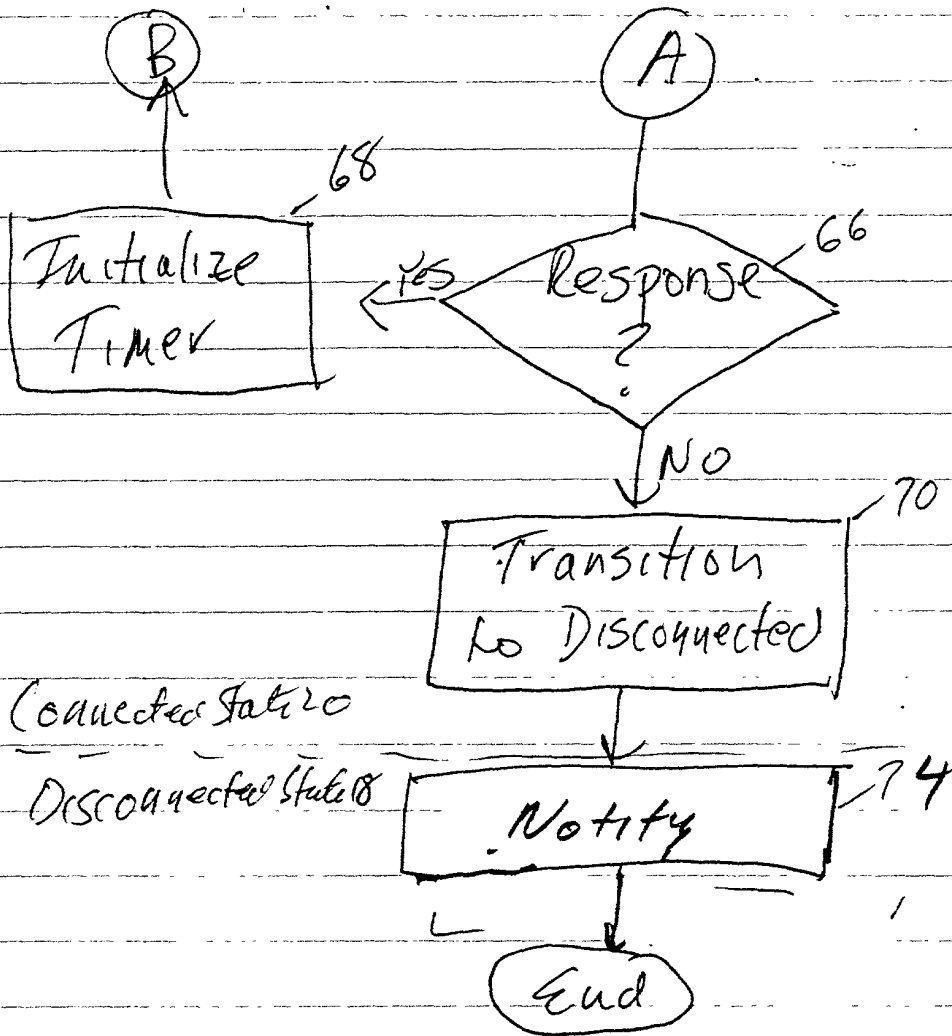 B
A
68
66
Initialize
Timer
Yes
Response
?
NO
70
Transition
to Disconnected
Connected State 20
Disconnected State 18
74
Notify
End